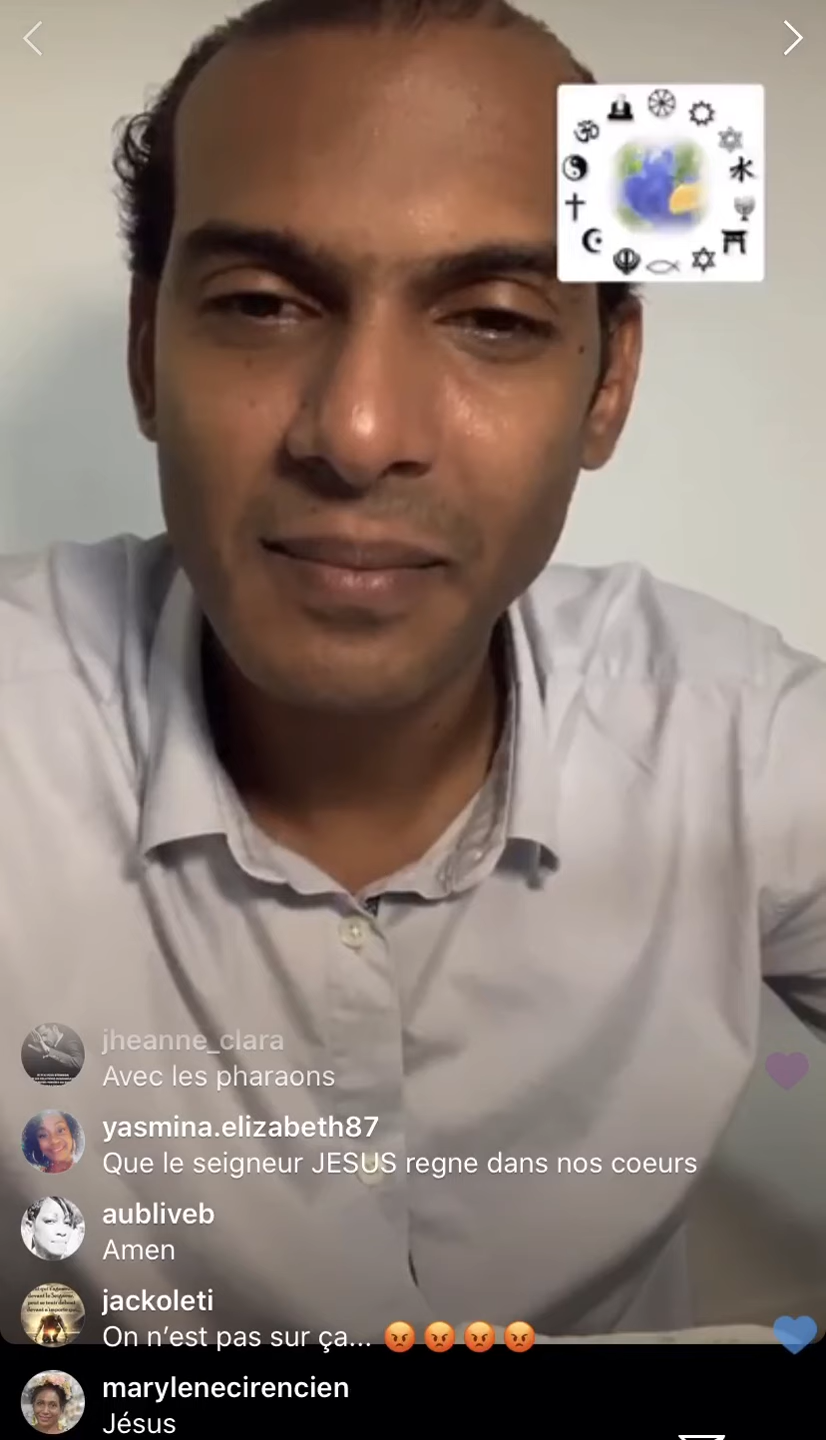 jheanne_clara
Avec les pharaons
yasmina.elizabeth87
Que le seigneur JESUS regne dans nos coeurs
aubliveb
Amen
jackoleti
On n’est pas sur ça... 😡 😡 😡 😡
marylenecirencien
Jésus